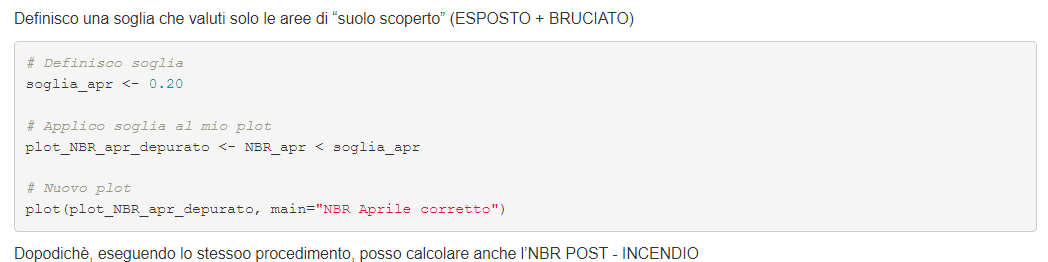 Definisco una soglia che valuti solo le aree di “suolo scoperto” (ESPOSTO + BRUCIATO)
# Definisco soglia
soglia_apr <- 0.20
# Applico soglia al mio plot
plot_NBR_apr_depurato <- NBR_apr < soglia_apr
# Nuovo plot
plot(plot_NBR_apr_depurato, main="NBR Aprile corretto")
Dopodichè, eseguendo lo stessoo procedimento, posso calcolare anche l’NBR POST - INCENDIO